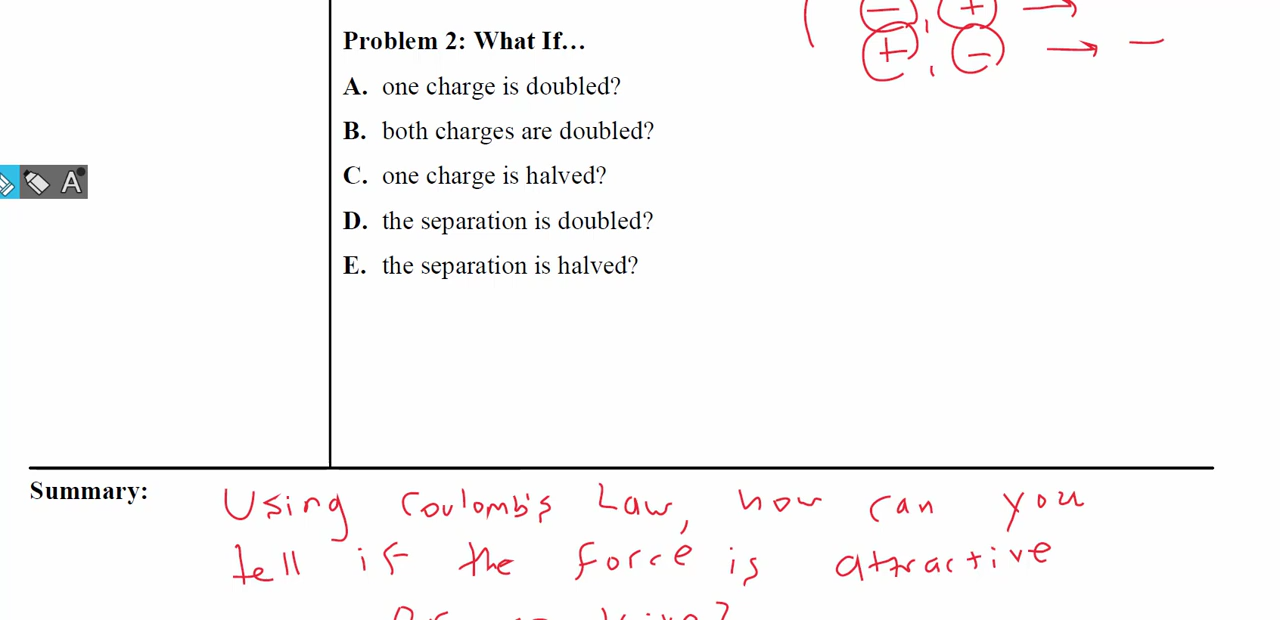 (−), (+) →
(+), (−) → −
Problem 2: What If…
A. one charge is doubled?
B. both charges are doubled?
C. one charge is halved?
A
D. the separation is doubled?
E. the separation is halved?
Summary: Using Coulomb's Law, how can you
tell if the force is attractive